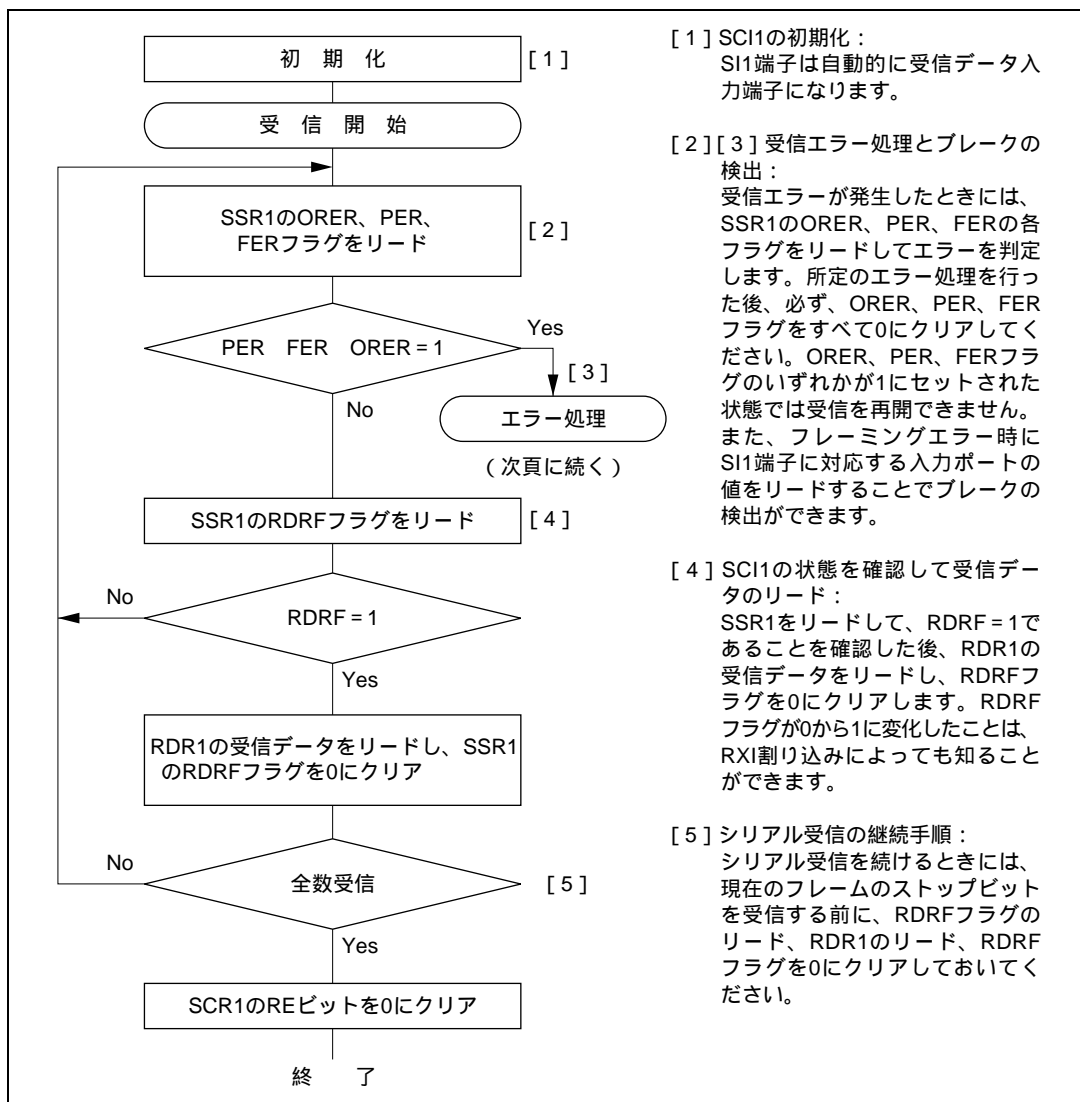 初 期 化
[ 1 ]
受 信 開 始
SSR1のORER、PER、
FERフラグをリード
[ 2 ]
PER FER ORER = 1
Yes
No
[ 3 ]
エラー処理
(次頁に続く)
SSR1のRDRFフラグをリード
[ 4 ]
RDRF = 1
No
Yes
RDR1の受信データをリードし、SSR1
のRDRFフラグを0にクリア
全数受信
[ 5 ]
No
Yes
SCR1のREビットを0にクリア
終 了
[ 1 ] SCI1の初期化:
SI1端子は自動的に受信データ入
力端子になります。
[ 2 ][ 3 ] 受信エラー処理とブレークの
検出:
受信エラーが発生したときには、
SSR1のORER、PER、FERの各
フラグをリードしてエラーを判定
します。所定のエラー処理を行っ
た後、必ず、ORER、PER、FER
フラグをすべて0にクリアしてく
ださい。ORER、PER、FERフラ
グのいずれかが1にセットされた
状態では受信を再開できません。
また、フレーミングエラー時に
SI1端子に対応する入力ポートの
値をリードすることでブレークの
検出ができます。
[ 4 ] SCI1の状態を確認して受信デー
タのリード:
SSR1をリードして、RDRF = 1で
あることを確認した後、RDR1の
受信データをリードし、RDRFフ
ラグを0にクリアします。RDRF
フラグが0から1に変化したことは、
RXI割り込みによっても知ること
ができます。
[ 5 ] シリアル受信の継続手順:
シリアル受信を続けるときには、
現在のフレームのストップビット
を受信する前に、RDRFフラグの
リード、RDR1のリード、RDRF
フラグを0にクリアしておいてく
ださい。